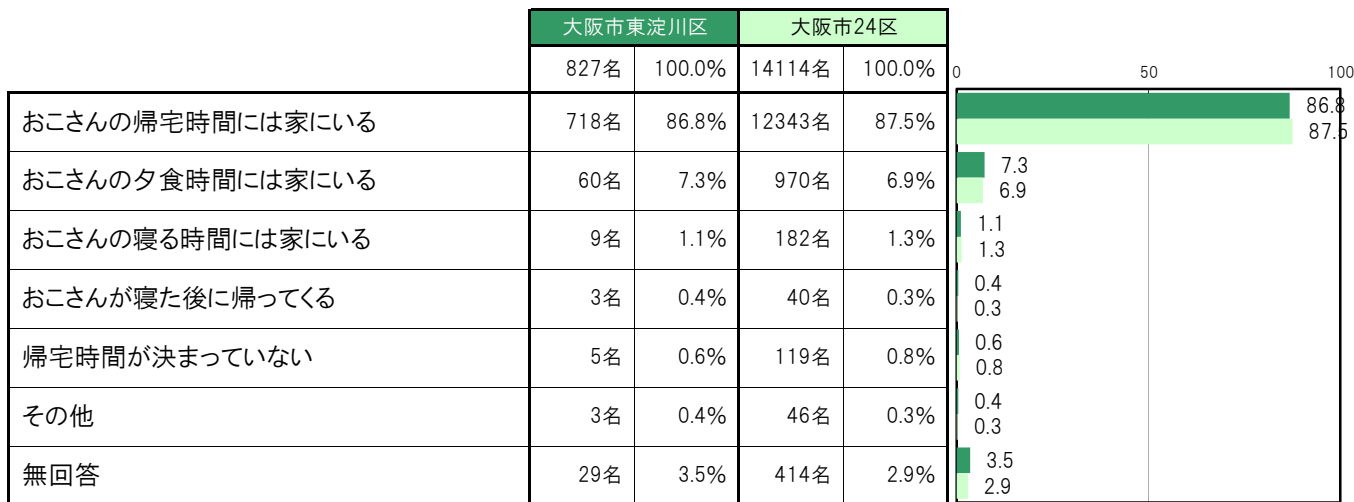 大阪市東淀川区 大阪市24区
827名 100.0% 14114名 100.0% 0 50 100
おこさんの帰宅時間には家にいる 718名 86.8% 12343名 87.5% 86.8
87.5
おこさんの夕食時間には家にいる 60名 7.3% 970名 6.9% 7.3
6.9
おこさんの寝る時間には家にいる 9名 1.1% 182名 1.3% 1.1
1.3
おこさんが寝た後に帰ってくる 3名 0.4% 40名 0.3% 0.4
0.3
帰宅時間が決まっていない 5名 0.6% 119名 0.8% 0.6
0.8
その他 3名 0.4% 46名 0.3% 0.4
0.3
無回答 29名 3.5% 414名 2.9% 3.5
2.9